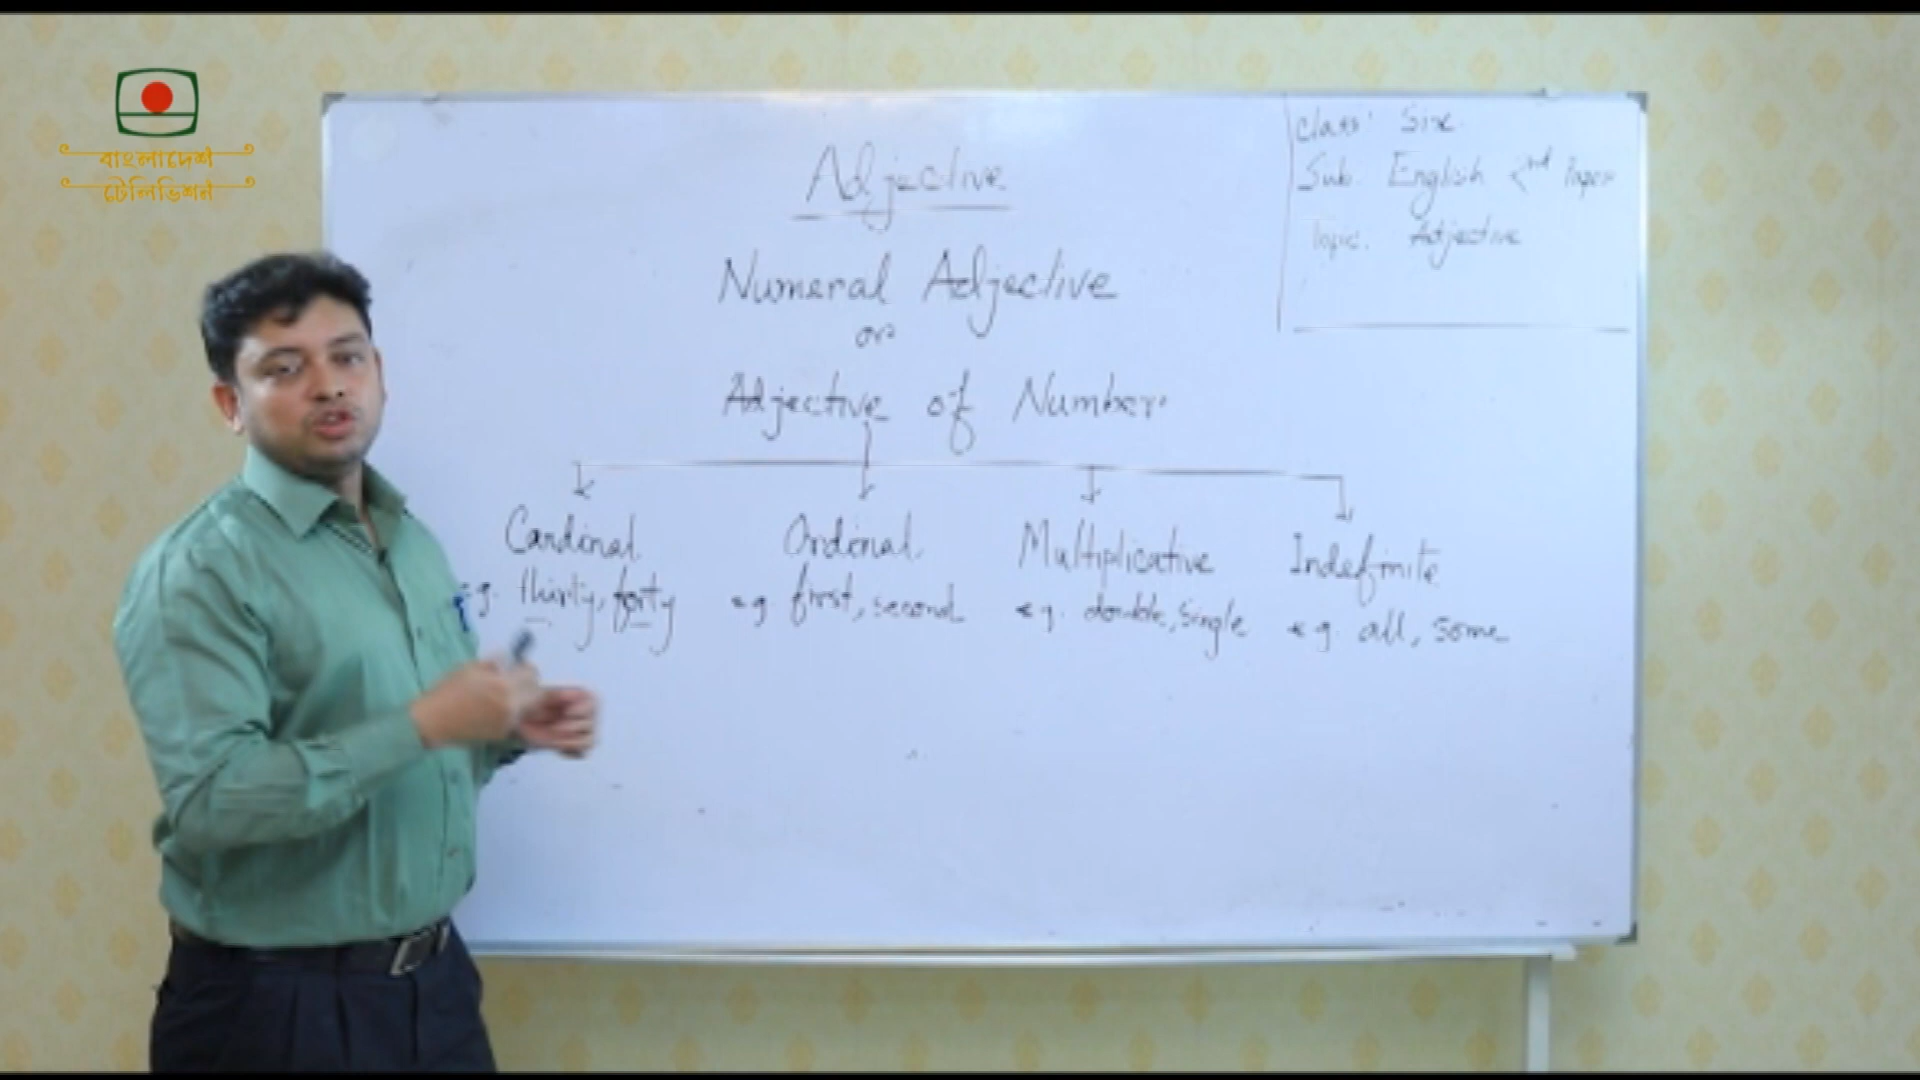 বাংলাদেশ
টেলিভিশন
Class: Six
Sub. English 2nd Paper
Topic. Adjective
Adjective
Numeral Adjective
or
Adjective of Number
Cardinal Ordinal Multiplicative Indefinite
e.g. thirty, forty e.g. first, second e.g. double, single e.g. all, some